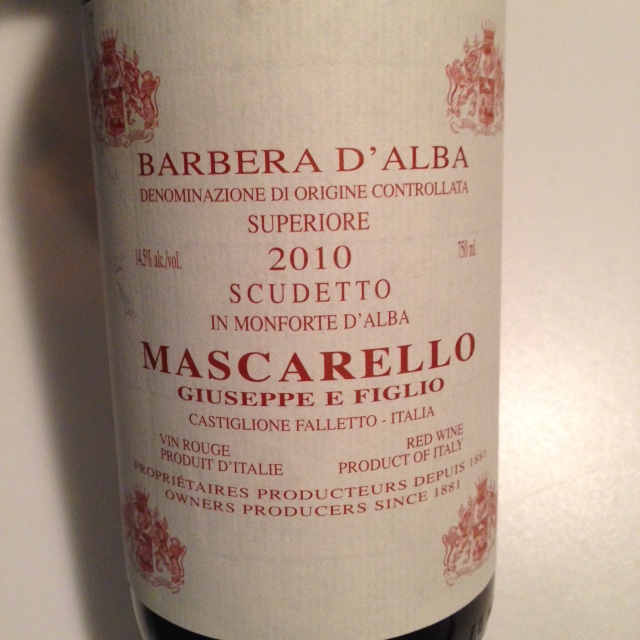 BARBERA D'ALBA
DENOMINAZIONE DI ORIGINE CONTROLLATA
SUPERIORE
14.5% alc./vol. 2010 750 ml.
SCUDETTO
IN MONFORTE D'ALBA
MASCARELLO
GIUSEPPE E FIGLIO
CASTIGLIONE FALLETTO - ITALIA
VIN ROUGE
PRODUIT D'ITALIE
RED WINE
PRODUCT OF ITALY
PROPRIÉTAIRES PRODUCTEURS DEPUIS 1881
OWNERS PRODUCERS SINCE 1881